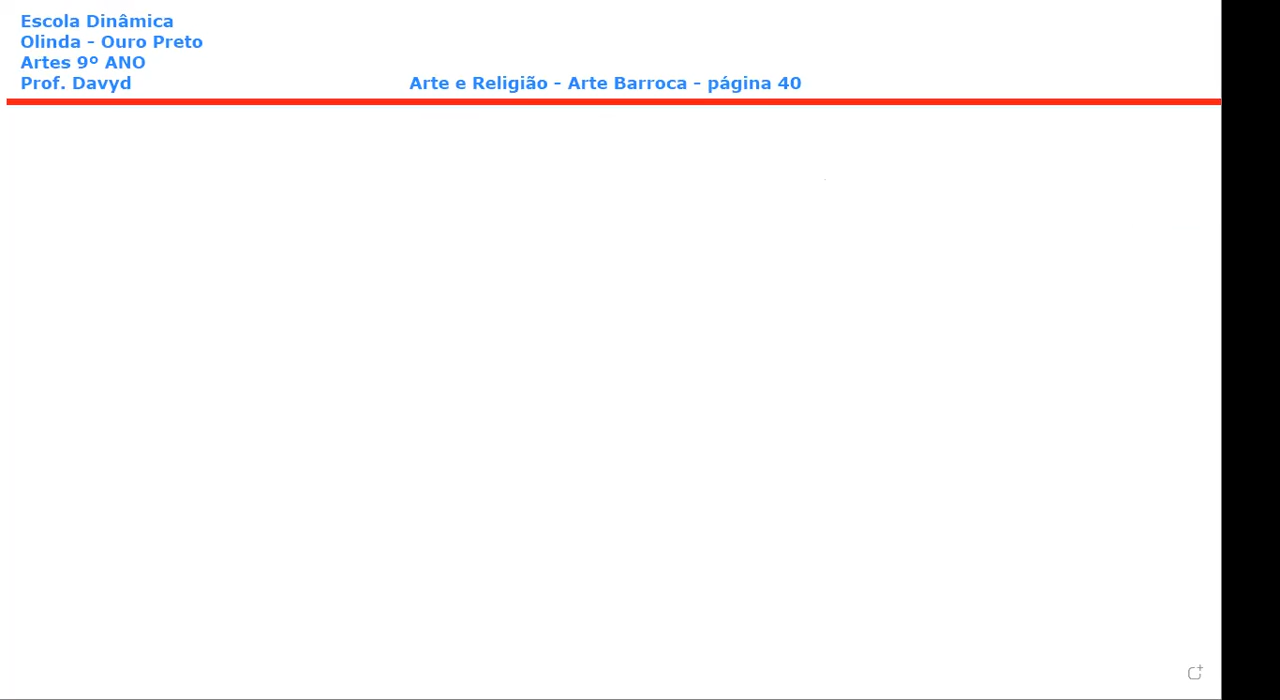 Escola Dinâmica
Olinda - Ouro Preto
Artes 9º ANO
Prof. Davyd
Arte e Religião - Arte Barroca - página 40